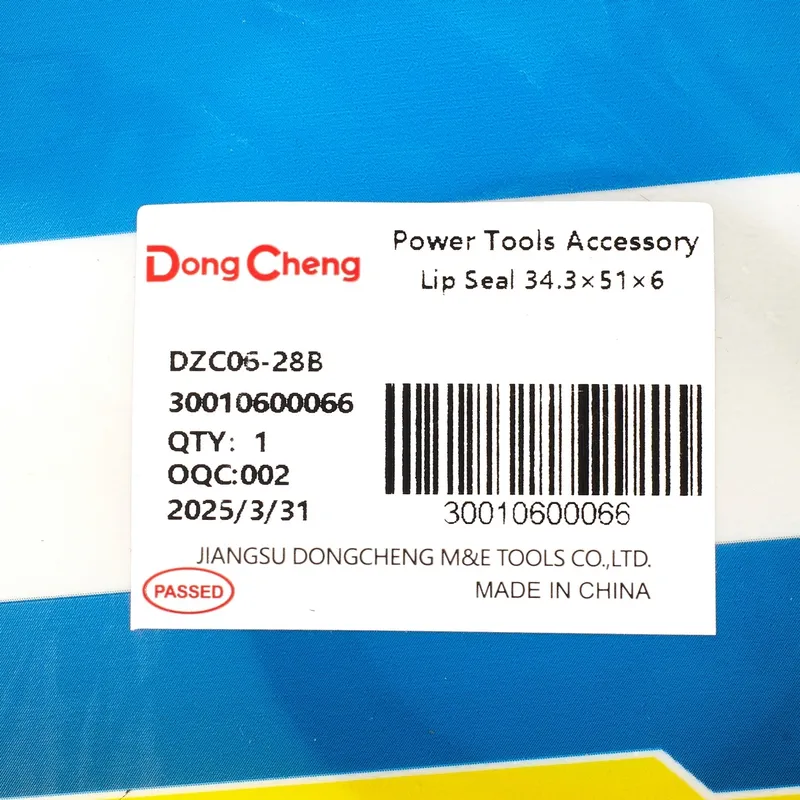 Dong Cheng
Power Tools Accessory
Lip Seal 34.3×51×6
DZC06-28B
30010600066
QTY: 1
OQC:002
2025/3/31
30010600066
JIANGSU DONGCHENG M&E TOOLS CO.,LTD.
PASSED
MADE IN CHINA